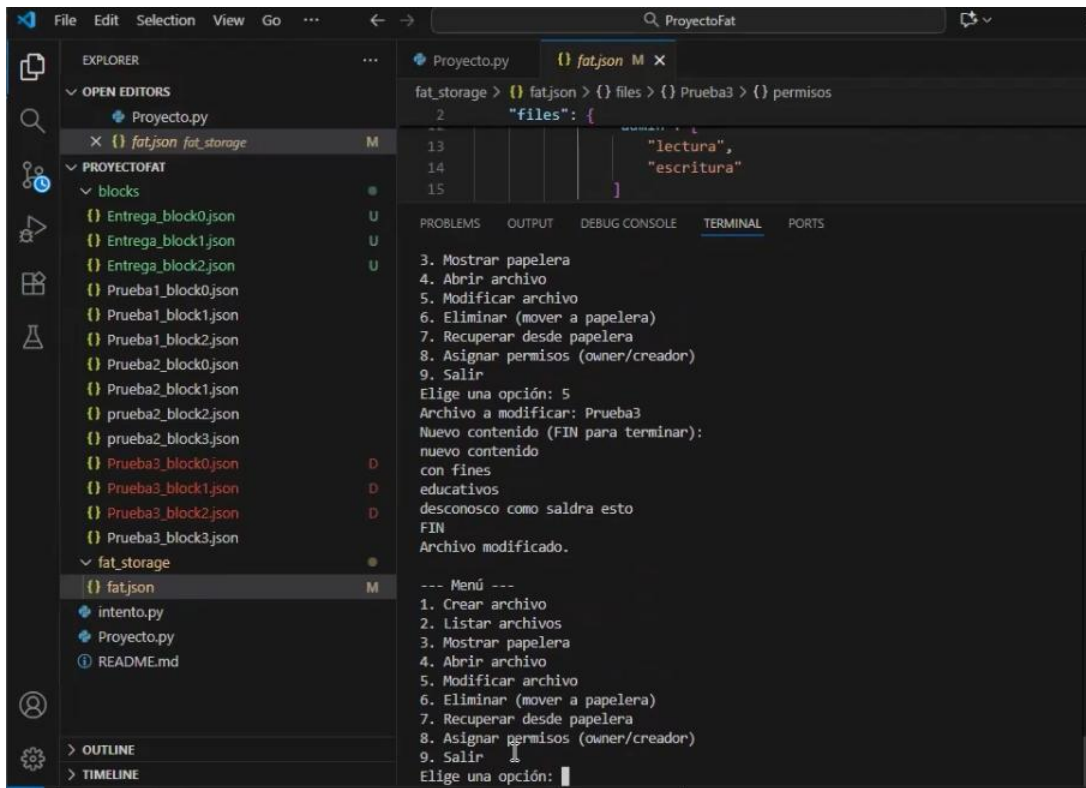 File Edit Selection View Go ··· ← → ProyectoFat
EXPLORER ···
OPEN EDITORS
Proyecto.py
× {} fat.json fat_storage M
PROYECTOFAT
blocks
{} Entrega_block0.json U
{} Entrega_block1.json U
{} Entrega_block2.json U
{} Prueba1_block0.json
{} Prueba1_block1.json
{} Prueba1_block2.json
{} Prueba2_block0.json
{} Prueba2_block1.json
{} prueba2_block2.json
{} prueba2_block3.json
{} Prueba3_block0.json D
{} Prueba3_block1.json D
{} Prueba3_block2.json D
{} Prueba3_block3.json
fat_storage
{} fat.json M
intento.py
Proyecto.py
README.md
> OUTLINE
> TIMELINE
Proyecto.py {} fat.json M ×
fat_storage > {} fat.json > {} files > {} Prueba3 > {} permisos
2 "files": {
13 "lectura",
14 "escritura"
15 ]
PROBLEMS OUTPUT DEBUG CONSOLE TERMINAL PORTS
3. Mostrar papelera
4. Abrir archivo
5. Modificar archivo
6. Eliminar (mover a papelera)
7. Recuperar desde papelera
8. Asignar permisos (owner/creador)
9. Salir
Elige una opción: 5
Archivo a modificar: Prueba3
Nuevo contenido (FIN para terminar):
nuevo contenido
con fines
educativos
desconosco como saldra esto
FIN
Archivo modificado.
--- Menú ---
1. Crear archivo
2. Listar archivos
3. Mostrar papelera
4. Abrir archivo
5. Modificar archivo
6. Eliminar (mover a papelera)
7. Recuperar desde papelera
8. Asignar permisos (owner/creador)
9. Salir
Elige una opción: